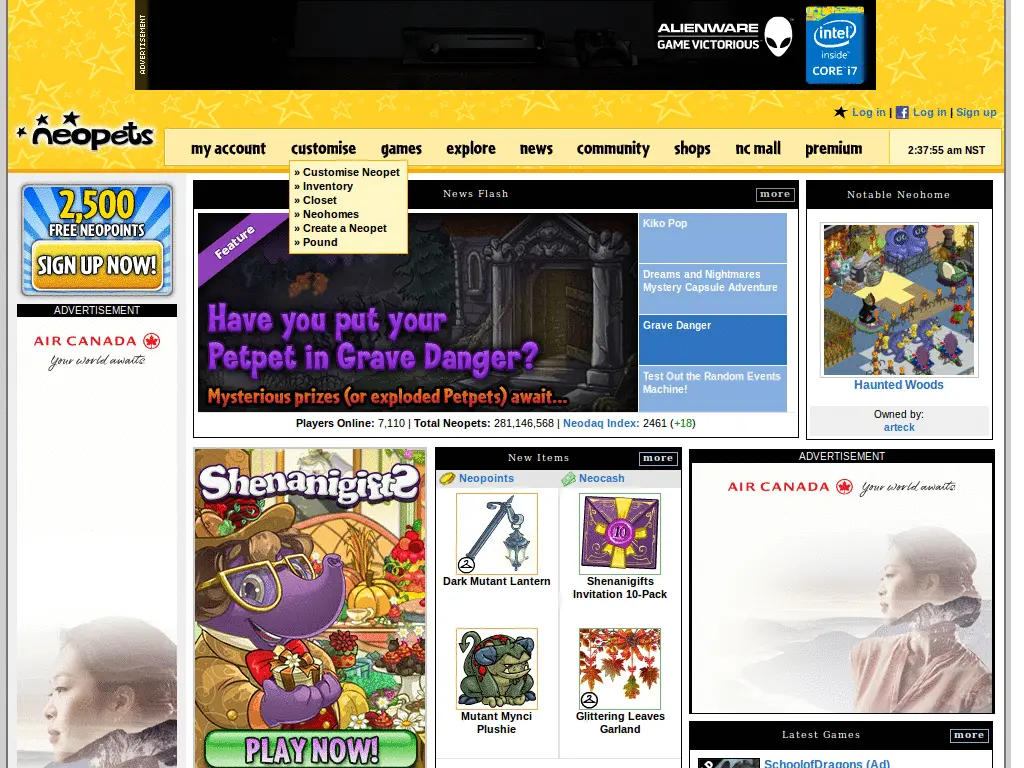 ADVERTISEMENT
ALIENWARE
GAME VICTORIOUS
intel
inside
CORE i7
neopets
Log in | Log in | Sign up
my account customise games explore news community shops nc mall premium 2:37:55 am NST
» Customise Neopet
» Inventory
» Closet
» Neohomes
» Create a Neopet
» Pound
2,500
FREE NEOPOINTS
SIGN UP NOW!
ADVERTISEMENT
AIR CANADA
Your world awaits
News Flash more
Feature
Have you put your
Petpet in Grave Danger?
Mysterious prizes (or exploded Petpets) await...
Kiko Pop
Dreams and Nightmares
Mystery Capsule Adventure
Grave Danger
Test Out the Random Events
Machine!
Players Online: 7,110 | Total Neopets: 281,146,568 | Neodaq Index: 2461 (+18)
Notable Neohome
Haunted Woods
Owned by:
arteck
Shenanigifts
PLAY NOW!
New Items more
Neopoints Neocash
Dark Mutant Lantern
10
Shenanigifts
Invitation 10-Pack
Mutant Mynci
Plushie
Glittering Leaves
Garland
ADVERTISEMENT
AIR CANADA Your world awaits
Latest Games more
SchoolofDragons (Ad)